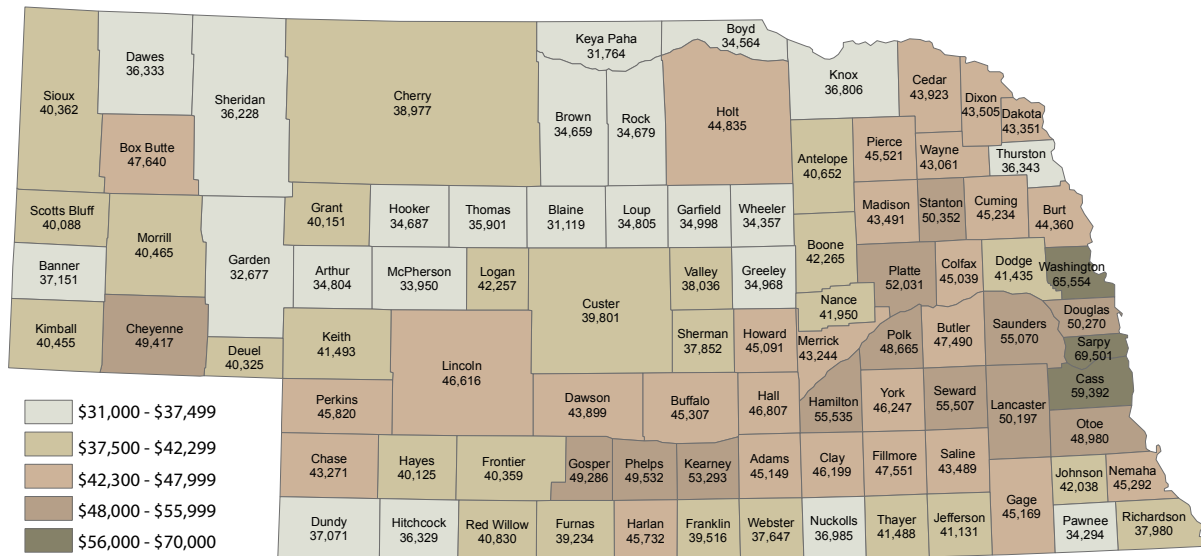 Boyd
34,564
Keya Paha
31,764
Dawes
36,333
Knox
36,806
Cedar
43,923
Sioux
40,362
Sheridan
36,228
Cherry
38,977
Brown
34,659
Rock
34,679
Holt
44,835
Dixon
43,505
Dakota
43,351
Box Butte
47,640
Antelope
40,652
Pierce
45,521
Wayne
43,061
Thurston
36,343
Scotts Bluff
40,088
Morrill
40,465
Garden
32,677
Grant
40,151
Hooker
34,687
Thomas
35,901
Blaine
31,119
Loup
34,805
Garfield
34,998
Wheeler
34,357
Madison
43,491
Stanton
50,352
Cuming
45,234
Burt
44,360
Banner
37,151
Arthur
34,804
McPherson
33,950
Logan
42,257
Custer
39,801
Valley
38,036
Greeley
34,968
Boone
42,265
Platte
52,031
Colfax
45,039
Dodge
41,435
Washington
65,554
Nance
41,950
Kimball
40,455
Cheyenne
49,417
Deuel
40,325
Keith
41,493
Lincoln
46,616
Sherman
37,852
Howard
45,091
Merrick
43,244
Polk
48,665
Butler
47,490
Saunders
55,070
Douglas
50,270
Sarpy
69,501
Cass
59,392
Perkins
45,820
Dawson
43,899
Buffalo
45,307
Hall
46,807
Hamilton
55,535
York
46,247
Seward
55,507
Lancaster
50,197
Otoe
48,980
Chase
43,271
Hayes
40,125
Frontier
40,359
Gosper
49,286
Phelps
49,532
Kearney
53,293
Adams
45,149
Clay
46,199
Fillmore
47,551
Saline
43,489
Gage
45,169
Johnson
42,038
Nemaha
45,292
Dundy
37,071
Hitchcock
36,329
Red Willow
40,830
Furnas
39,234
Harlan
45,732
Franklin
39,516
Webster
37,647
Nuckolls
36,985
Thayer
41,488
Jefferson
41,131
Pawnee
34,294
Richardson
37,980
$31,000 - $37,499
$37,500 - $42,299
$42,300 - $47,999
$48,000 - $55,999
$56,000 - $70,000